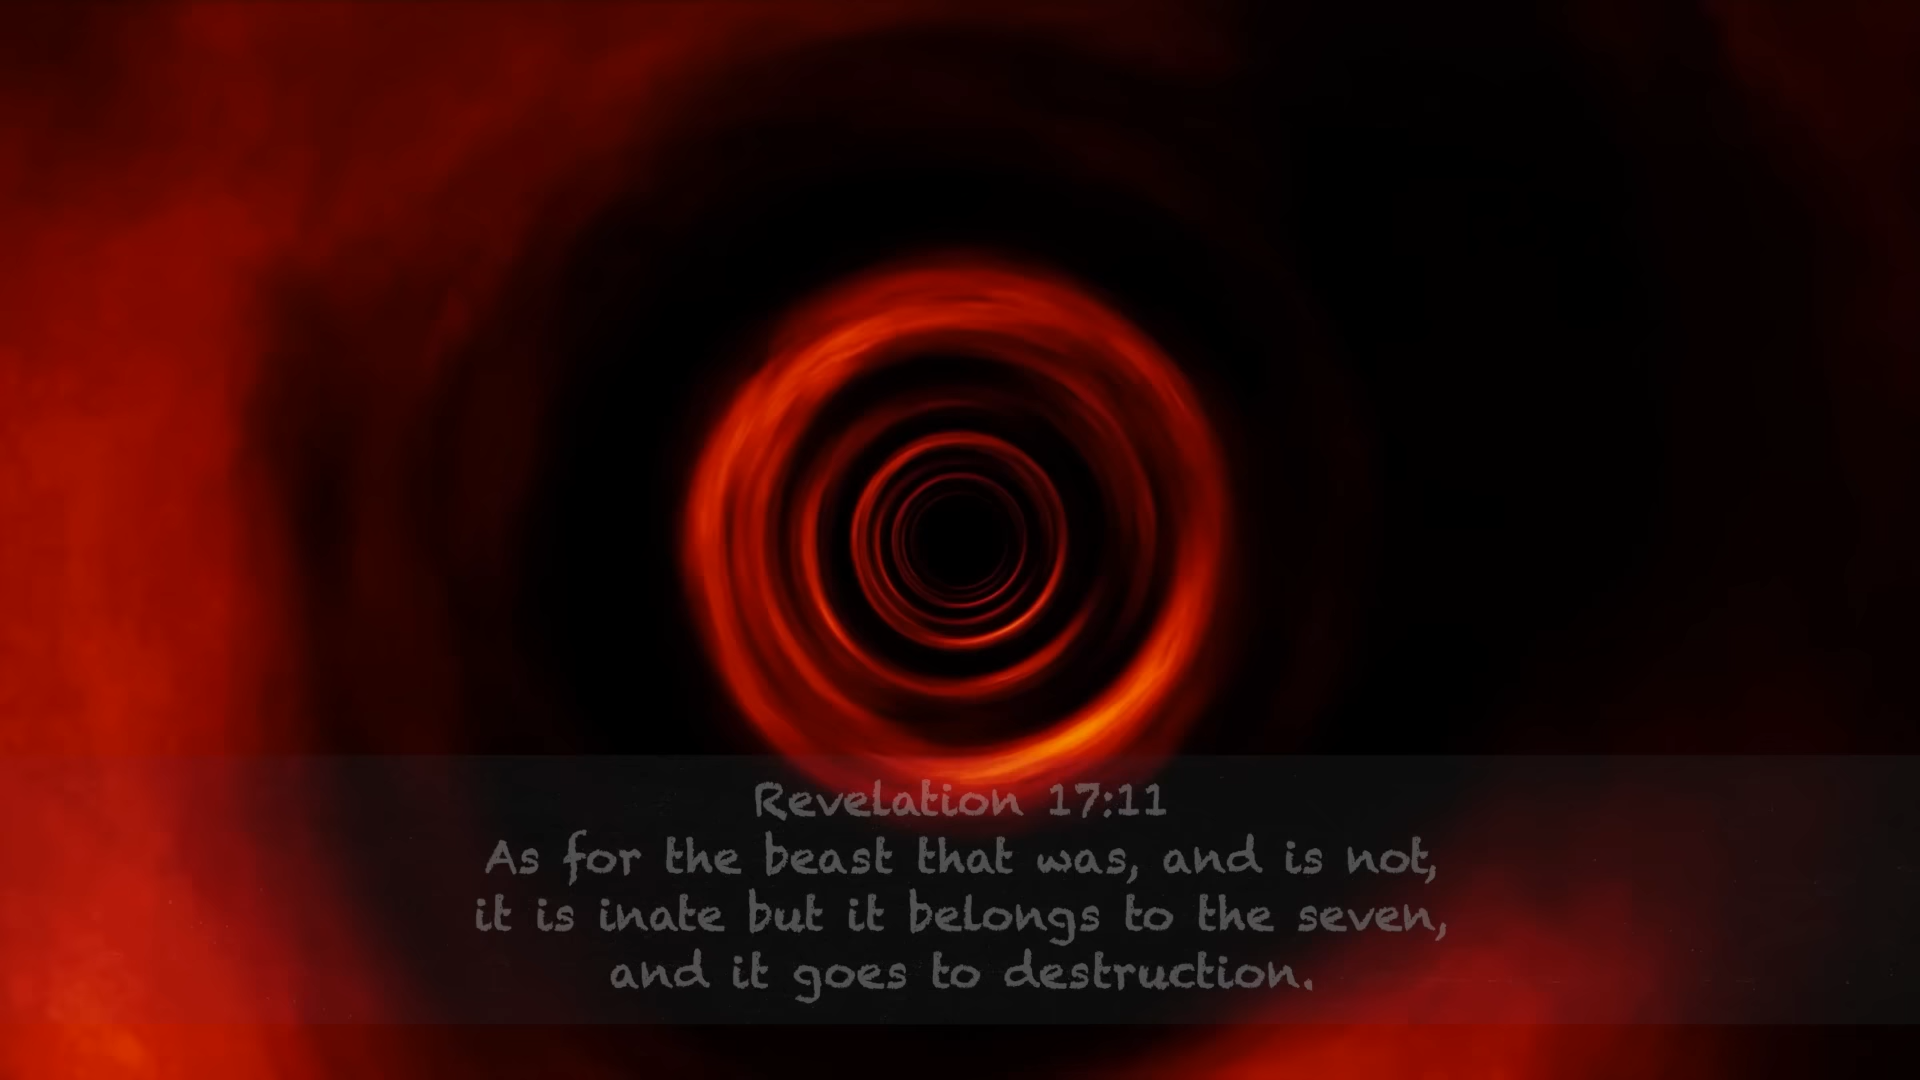 Revelation 17:11
As for the beast that was, and is not,
it is inate but it belongs to the seven,
and it goes to destruction.